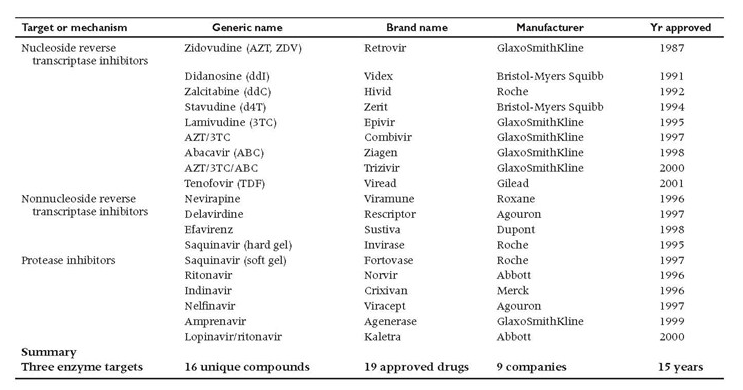 Target or mechanism Generic name Brand name Manufacturer Yr approved
Nucleoside reverse Zidovudine (AZT, ZDV) Retrovir GlaxoSmithKline 1987
transcriptase inhibitors
Didanosine (ddI) Videx Bristol-Myers Squibb 1991
Zalcitabine (ddC) Hivid Roche 1992
Stavudine (d4T) Zerit Bristol-Myers Squibb 1994
Lamivudine (3TC) Epivir GlaxoSmithKline 1995
AZT/3TC Combivir GlaxoSmithKline 1997
Abacavir (ABC) Ziagen GlaxoSmithKline 1998
AZT/3TC/ABC Trizivir GlaxoSmithKline 2000
Tenofovir (TDF) Viread Gilead 2001
Nonnucleoside reverse Nevirapine Viramune Roxane 1996
transcriptase inhibitors Delavirdine Rescriptor Agouron 1997
Efavirenz Sustiva Dupont 1998
Saquinavir (hard gel) Invirase Roche 1995
Protease inhibitors Saquinavir (soft gel) Fortovase Roche 1997
Ritonavir Norvir Abbott 1996
Indinavir Crixivan Merck 1996
Nelfinavir Viracept Agouron 1997
Amprenavir Agenerase GlaxoSmithKline 1999
Lopinavir/ritonavir Kaletra Abbott 2000
Summary
Three enzyme targets 16 unique compounds 19 approved drugs 9 companies 15 years